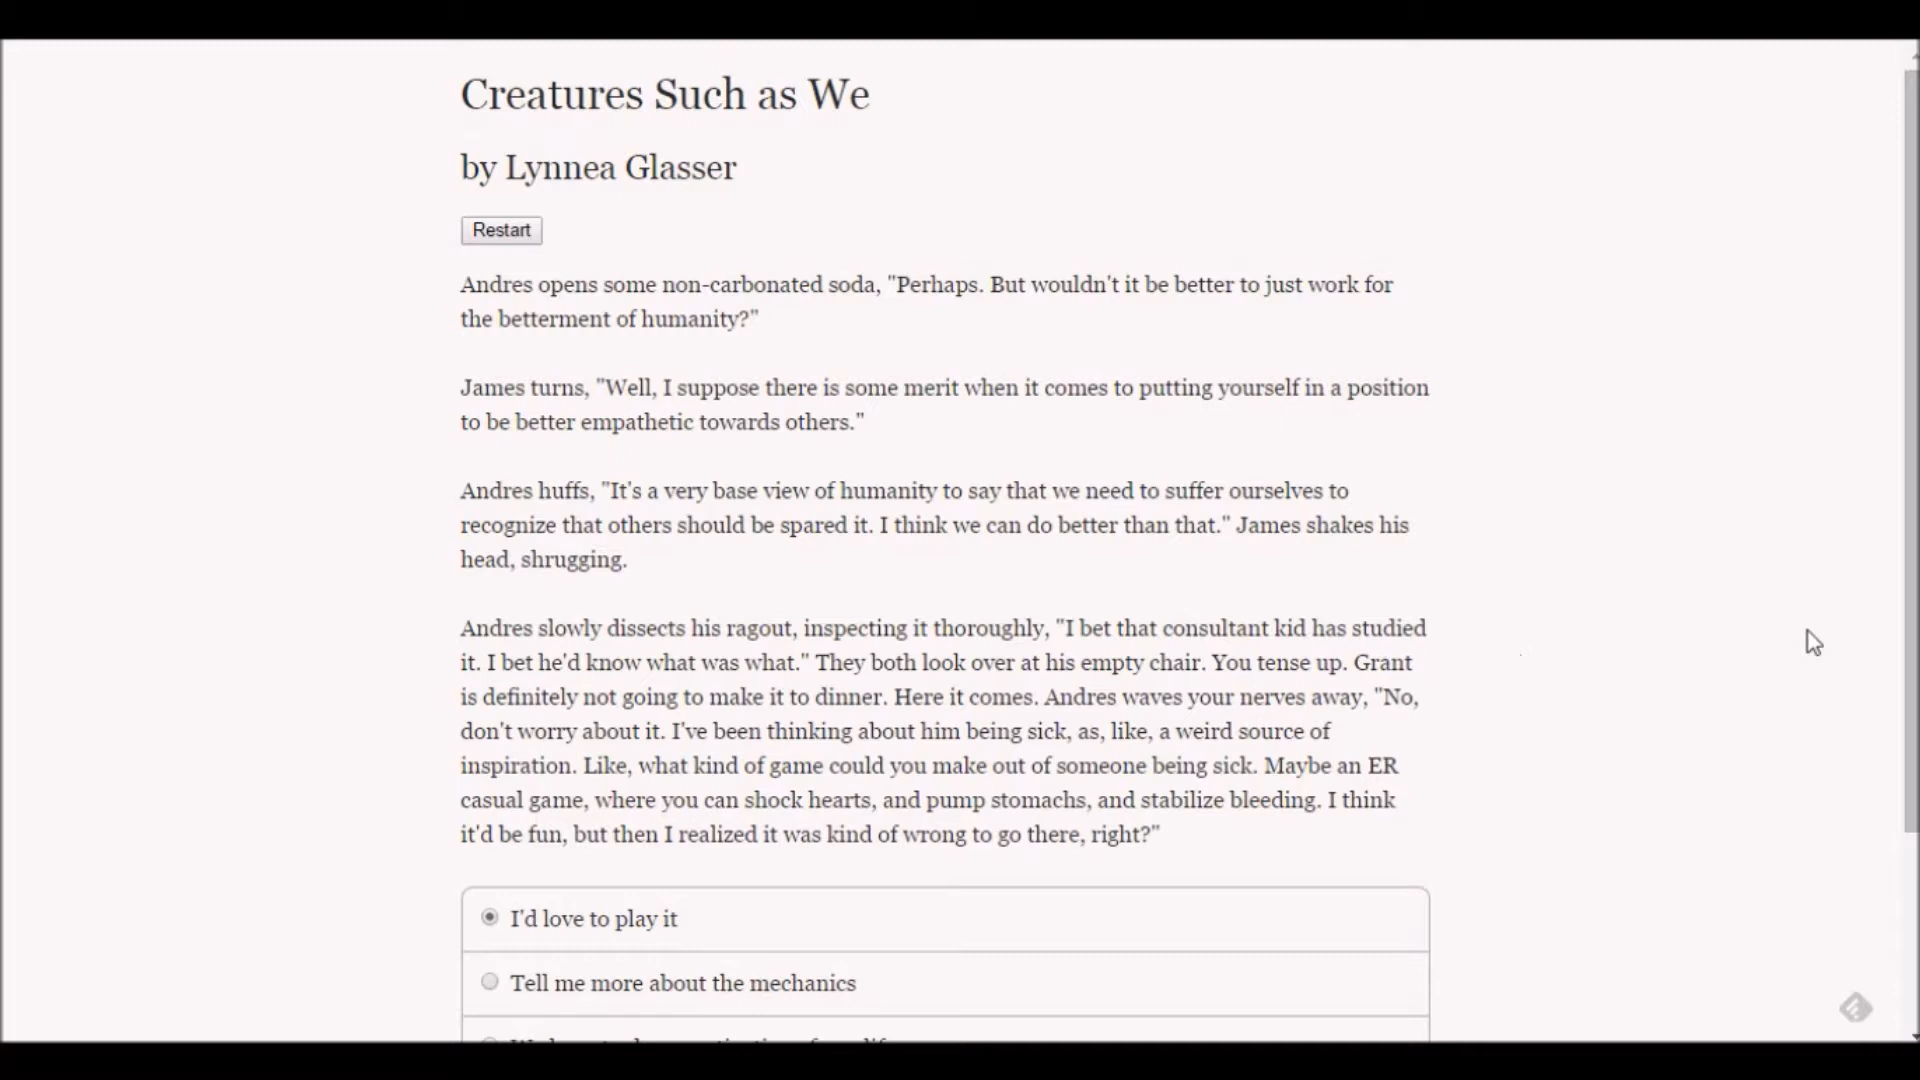 Creatures Such as We
by Lynnea Glasser
Restart
Andres opens some non-carbonated soda, "Perhaps. But wouldn't it be better to just work for
the betterment of humanity?"
James turns, "Well, I suppose there is some merit when it comes to putting yourself in a position
to be better empathetic towards others."
Andres huffs, "It's a very base view of humanity to say that we need to suffer ourselves to
recognize that others should be spared it. I think we can do better than that." James shakes his
head, shrugging.
Andres slowly dissects his ragout, inspecting it thoroughly, "I bet that consultant kid has studied
it. I bet he'd know what was what." They both look over at his empty chair. You tense up. Grant
is definitely not going to make it to dinner. Here it comes. Andres waves your nerves away, "No,
don't worry about it. I've been thinking about him being sick, as, like, a weird source of
inspiration. Like, what kind of game could you make out of someone being sick. Maybe an ER
casual game, where you can shock hearts, and pump stomachs, and stabilize bleeding. I think
it'd be fun, but then I realized it was kind of wrong to go there, right?"
I'd love to play it
Tell me more about the mechanics